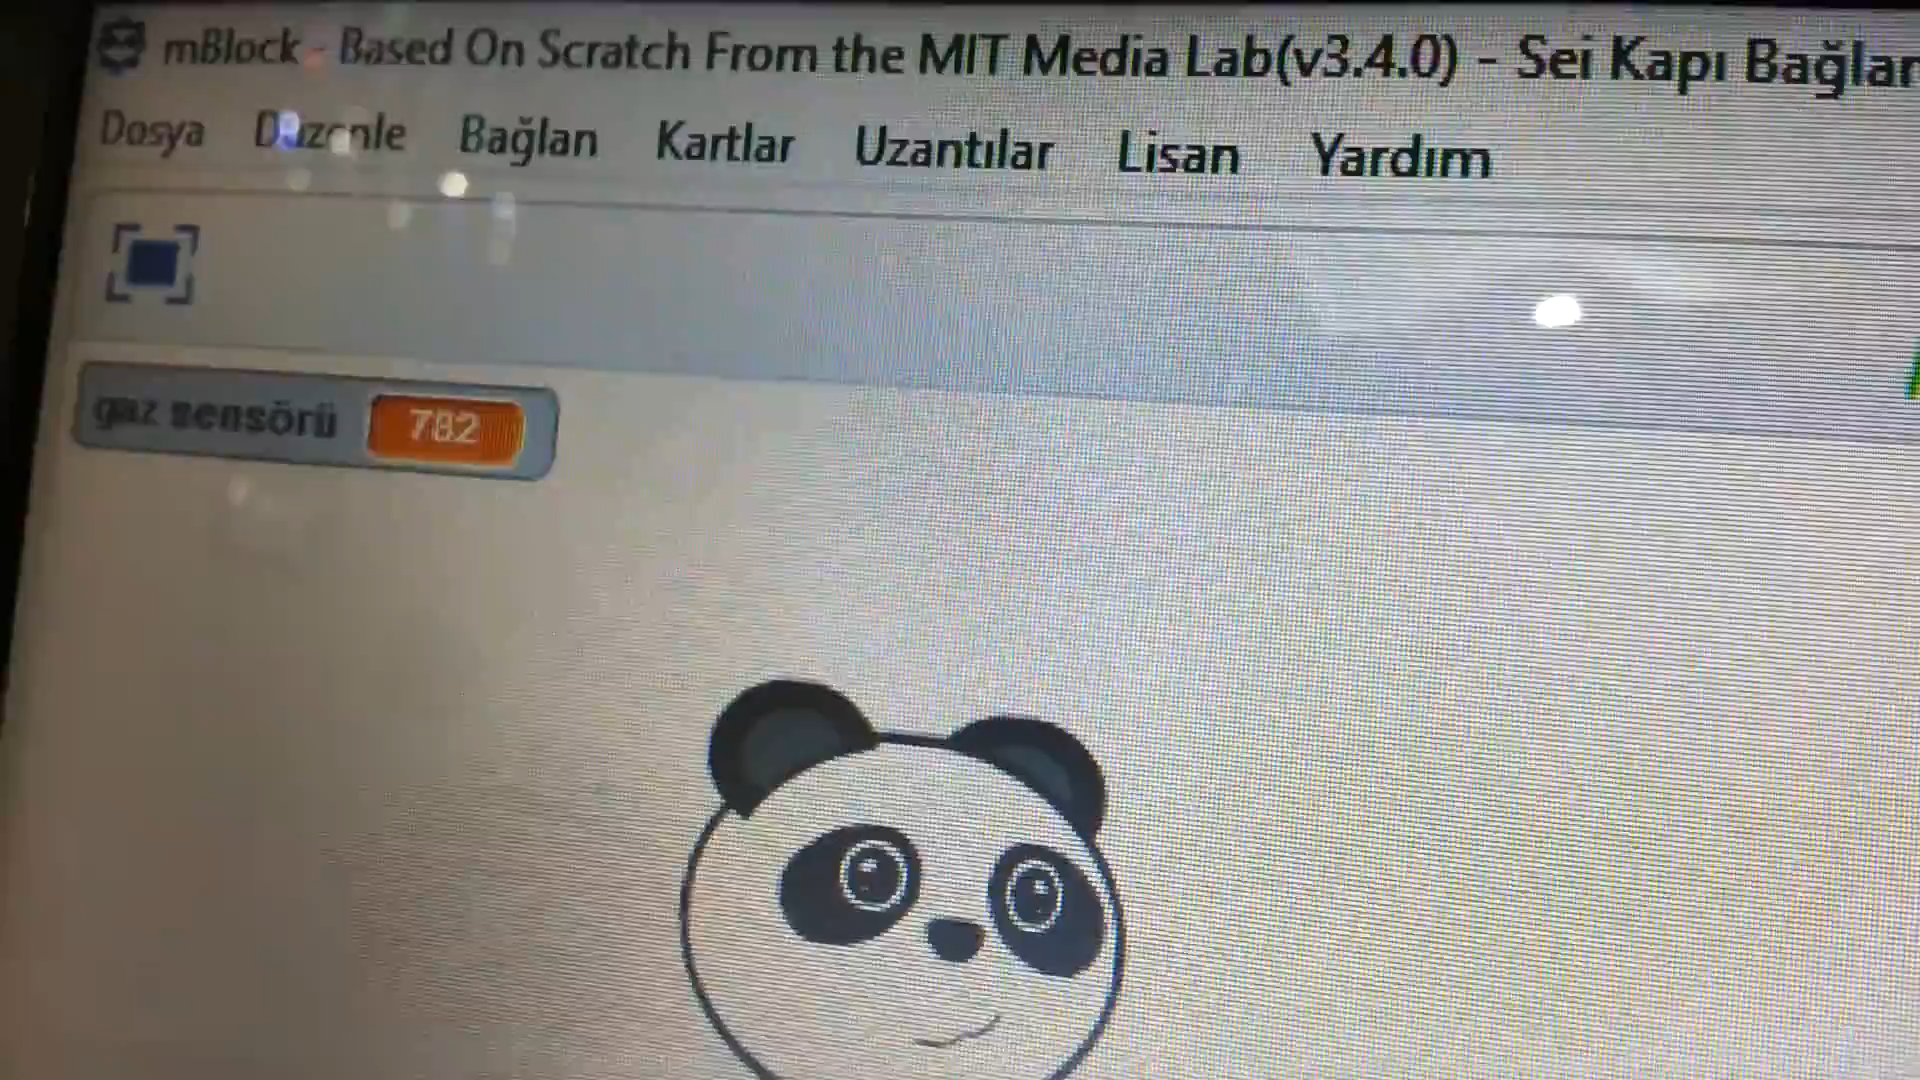 mBlock - Based On Scratch From the MIT Media Lab(v3.4.0) - Sei Kapı Bağlan
Dosya Düzenle Bağlan Kartlar Uzantılar Lisan Yardım
gaz sensörü 782